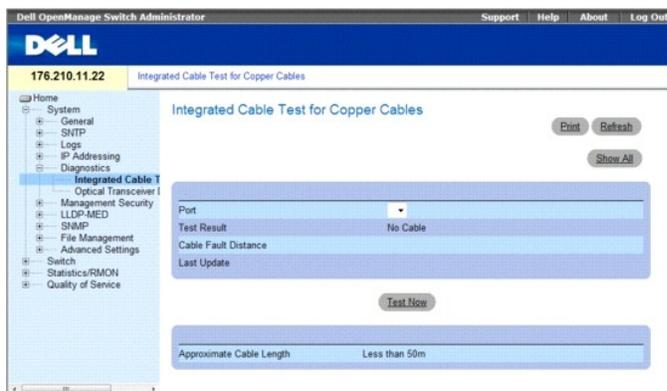 Dell OpenManage Switch Administrator
Support Help About Log Out
DELL
176.210.11.22
Integrated Cable Test for Copper Cables
Home
System
General
SNTP
Logs
IP Addressing
Diagnostics
Integrated Cable T
Optical Transceiver
Management Security
LLDP-MED
SNMP
File Management
Advanced Settings
Switch
Statistics/RMON
Quality of Service
Integrated Cable Test for Copper Cables
Print Refresh
Show All
Port
Test Result No Cable
Cable Fault Distance
Last Update
Test Now
Approximate Cable Length Less than 50m